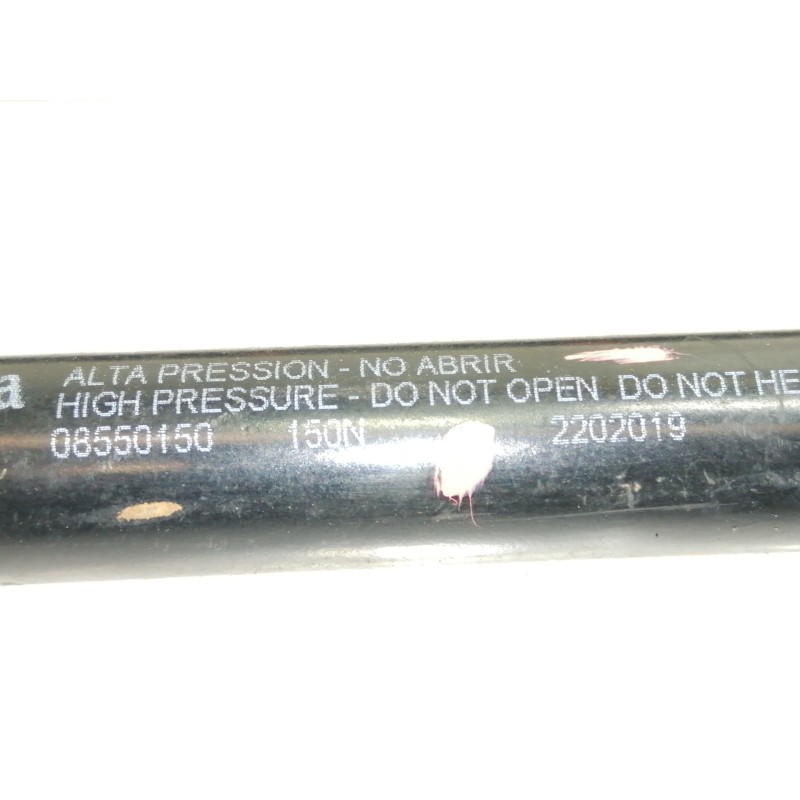 ALTA PRESSION - NO ABRIR
HIGH PRESSURE - DO NOT OPEN DO NOT HE
08550150 150N 2202019